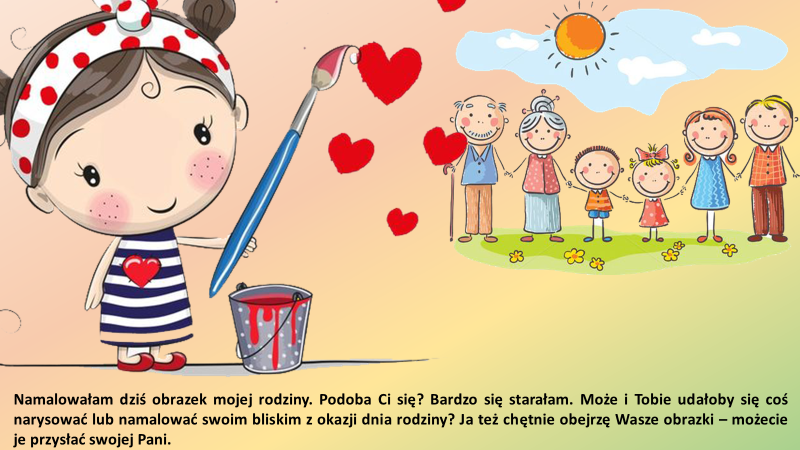 Namalowałam dziś obrazek mojej rodziny. Podoba Ci się? Bardzo się starałam. Może i Tobie udałoby się coś
narysować lub namalować swoim bliskim z okazji dnia rodziny? Ja też chętnie obejrzę Wasze obrazki – możecie
je przysłać swojej Pani.